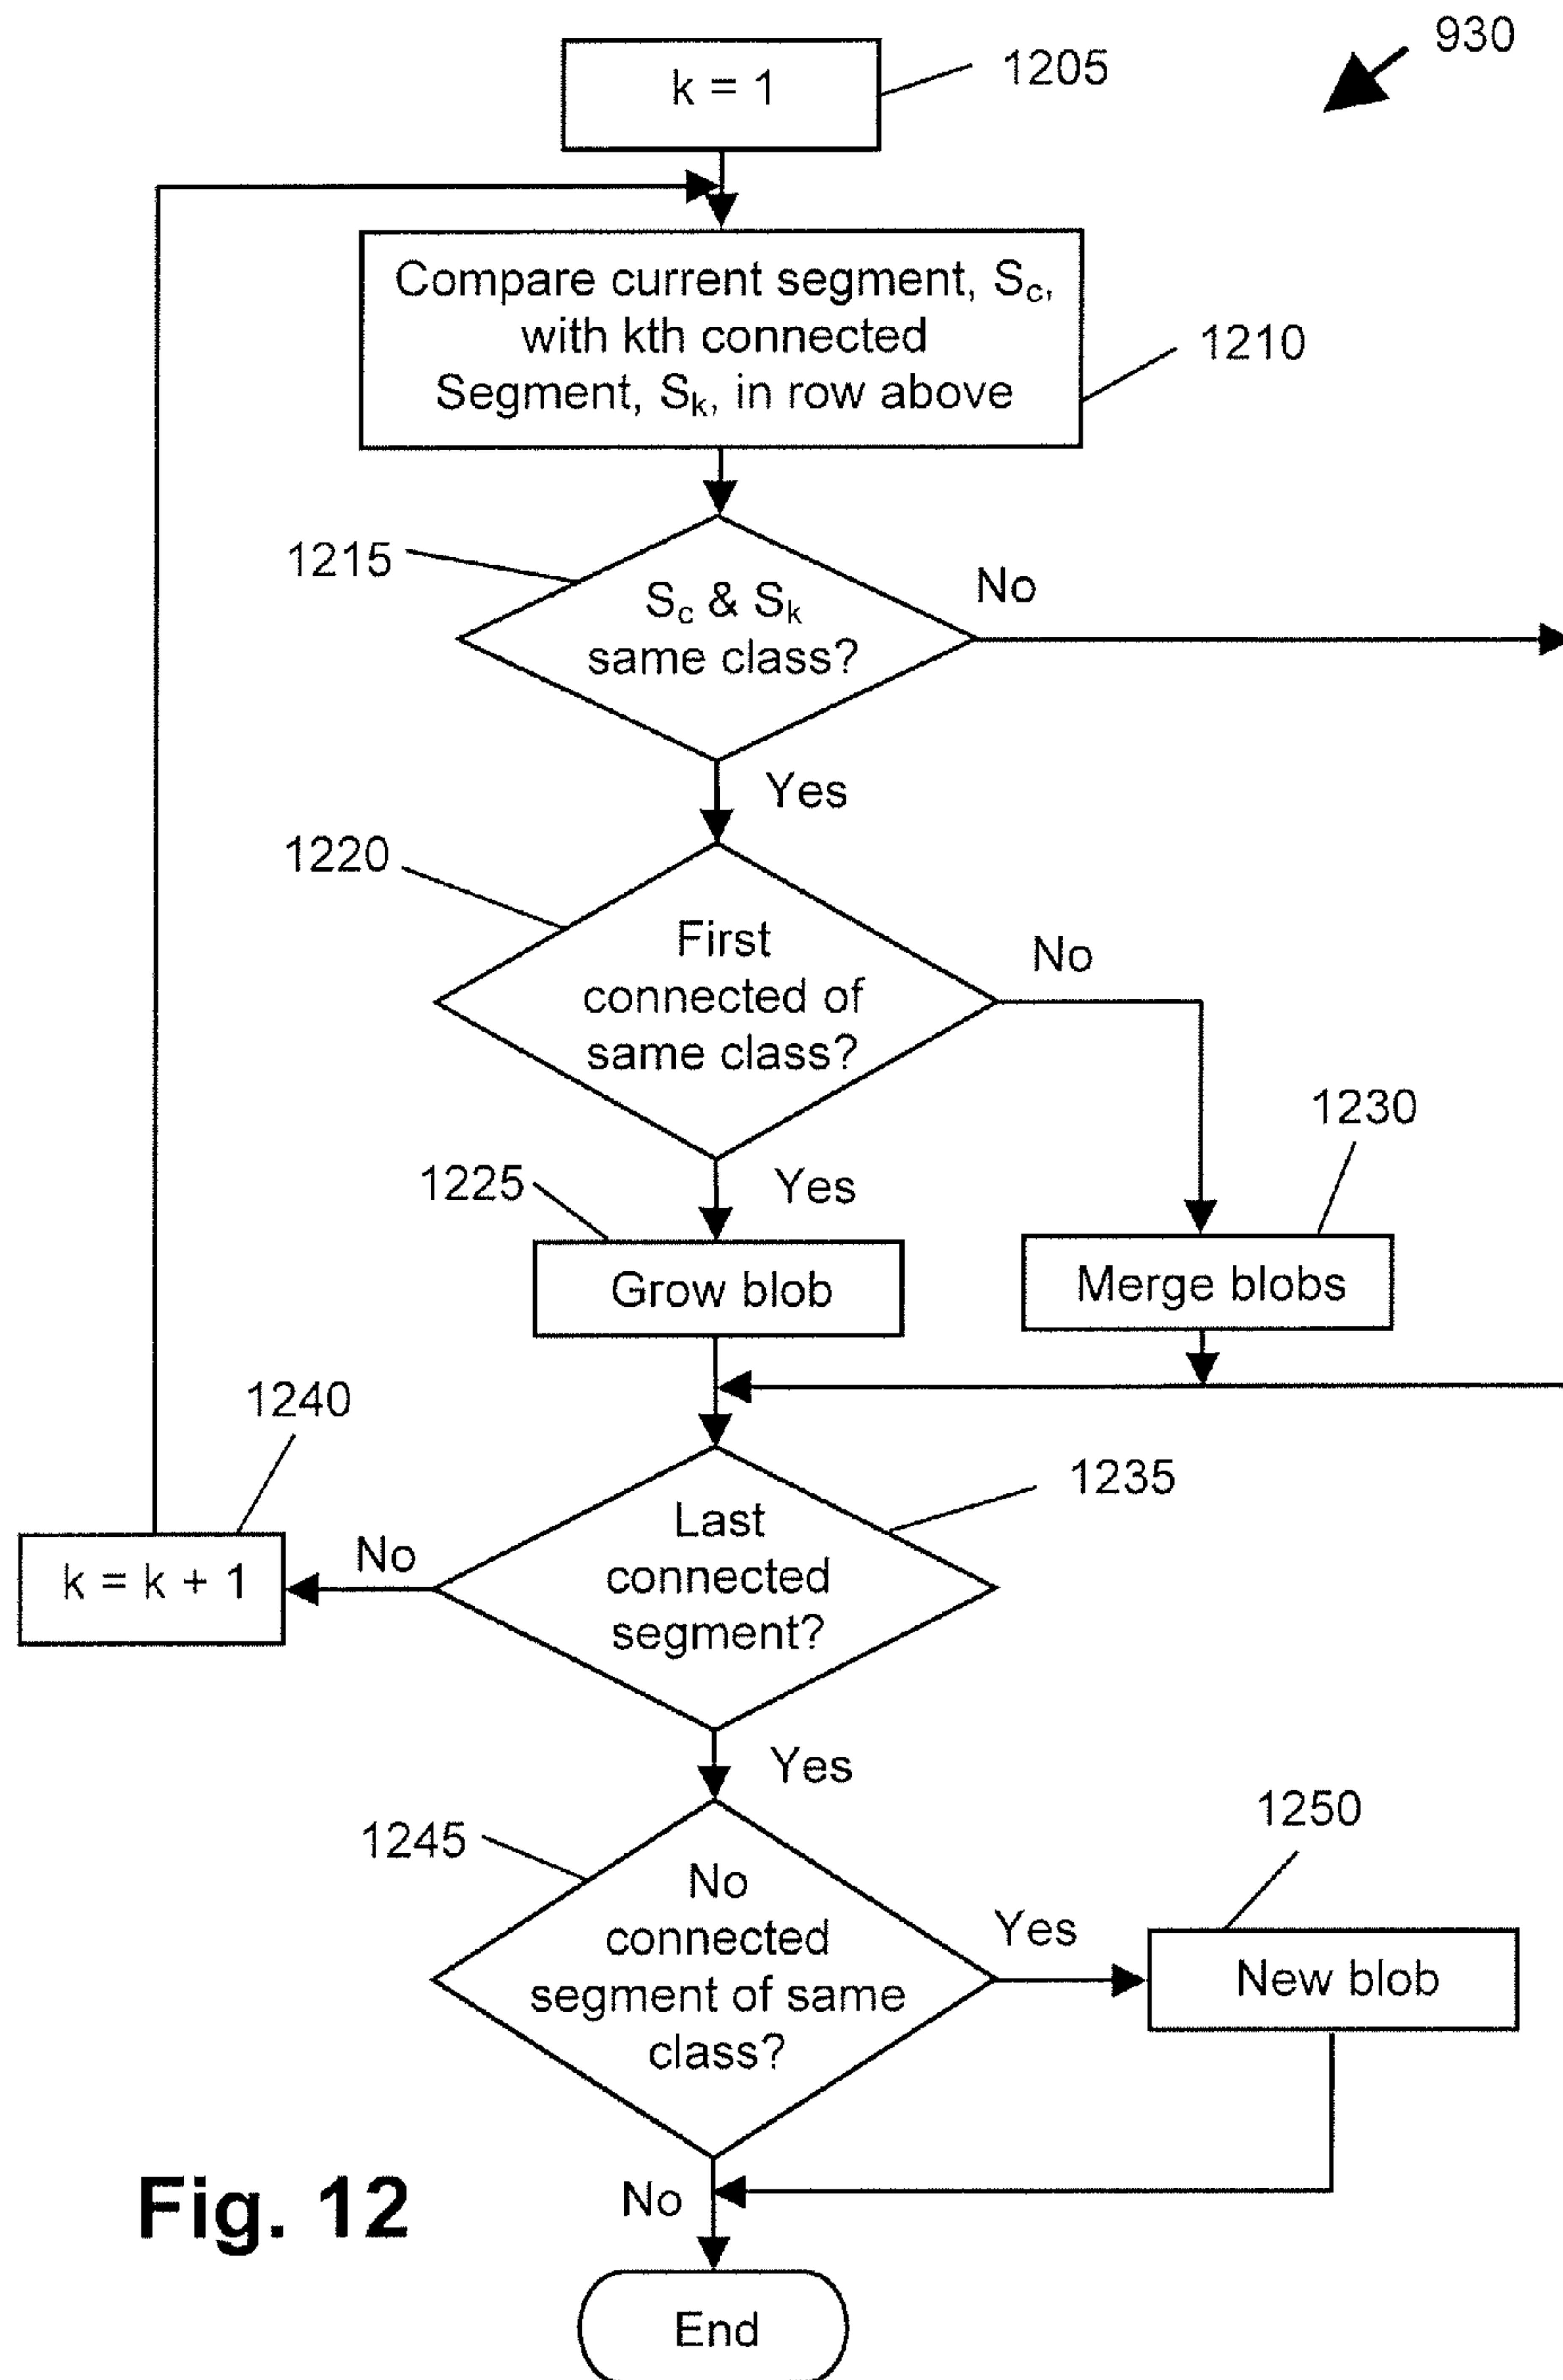 930
k = 1
1205
Compare current segment, Sc,
with kth connected
Segment, Sk, in row above
1210
1215
Sc & Sk
same class?
No
Yes
1220
First
connected of
same class?
No
1230
1225
Yes
Grow blob
Merge blobs
1240
1235
Last
connected
segment?
No
k = k + 1
Yes
1250
1245
No
connected
segment of same
class?
Yes
New blob
Fig. 12
No
End